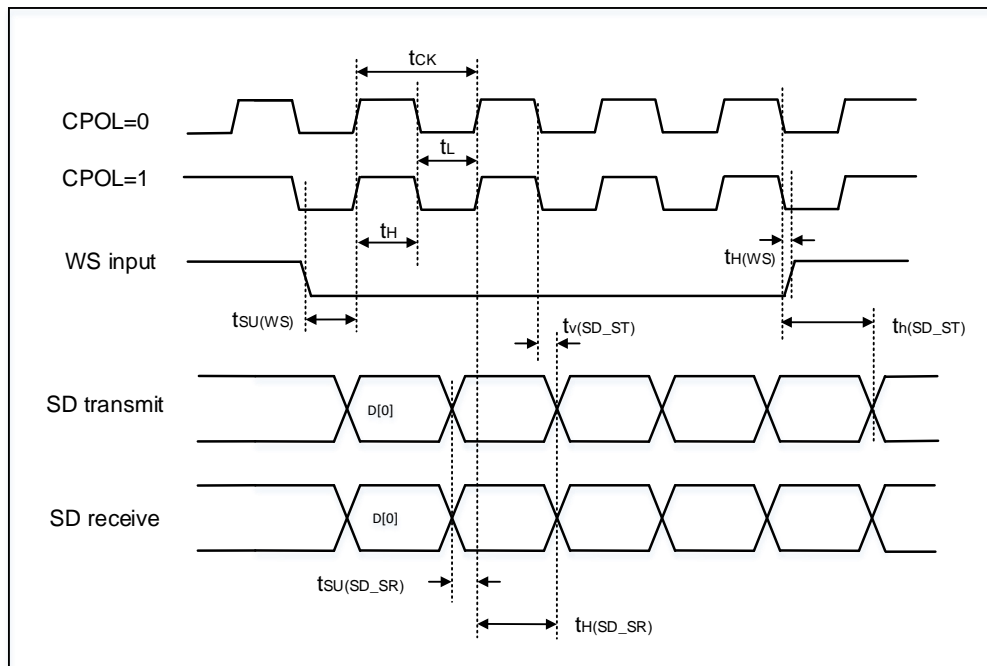 tCK
CPOL=0
tL
CPOL=1
tH
WS input
tH(WS)
tSU(WS)
tv(SD_ST)
th(SD_ST)
SD transmit
D[0]
SD receive
D[0]
tSU(SD_SR)
tH(SD_SR)